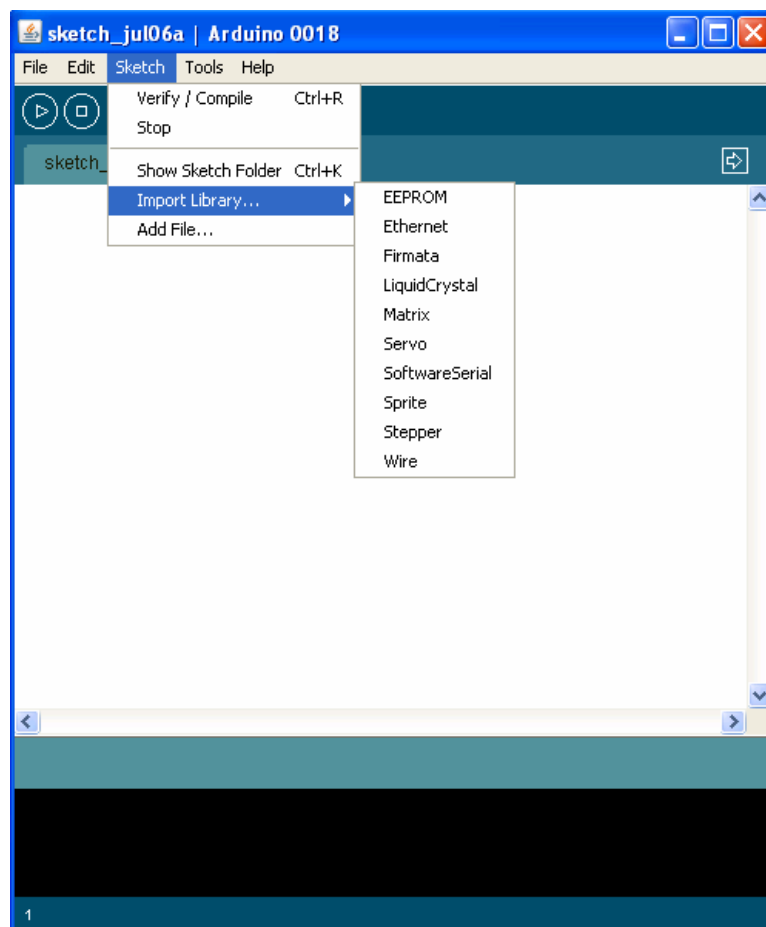 sketch_jul06a | Arduino 0018
File Edit Sketch Tools Help
Verify / Compile Ctrl+R
Stop
sketch_
Show Sketch Folder Ctrl+K
Import Library...
Add File...
EEPROM
Ethernet
Firmata
LiquidCrystal
Matrix
Servo
SoftwareSerial
Sprite
Stepper
Wire
1